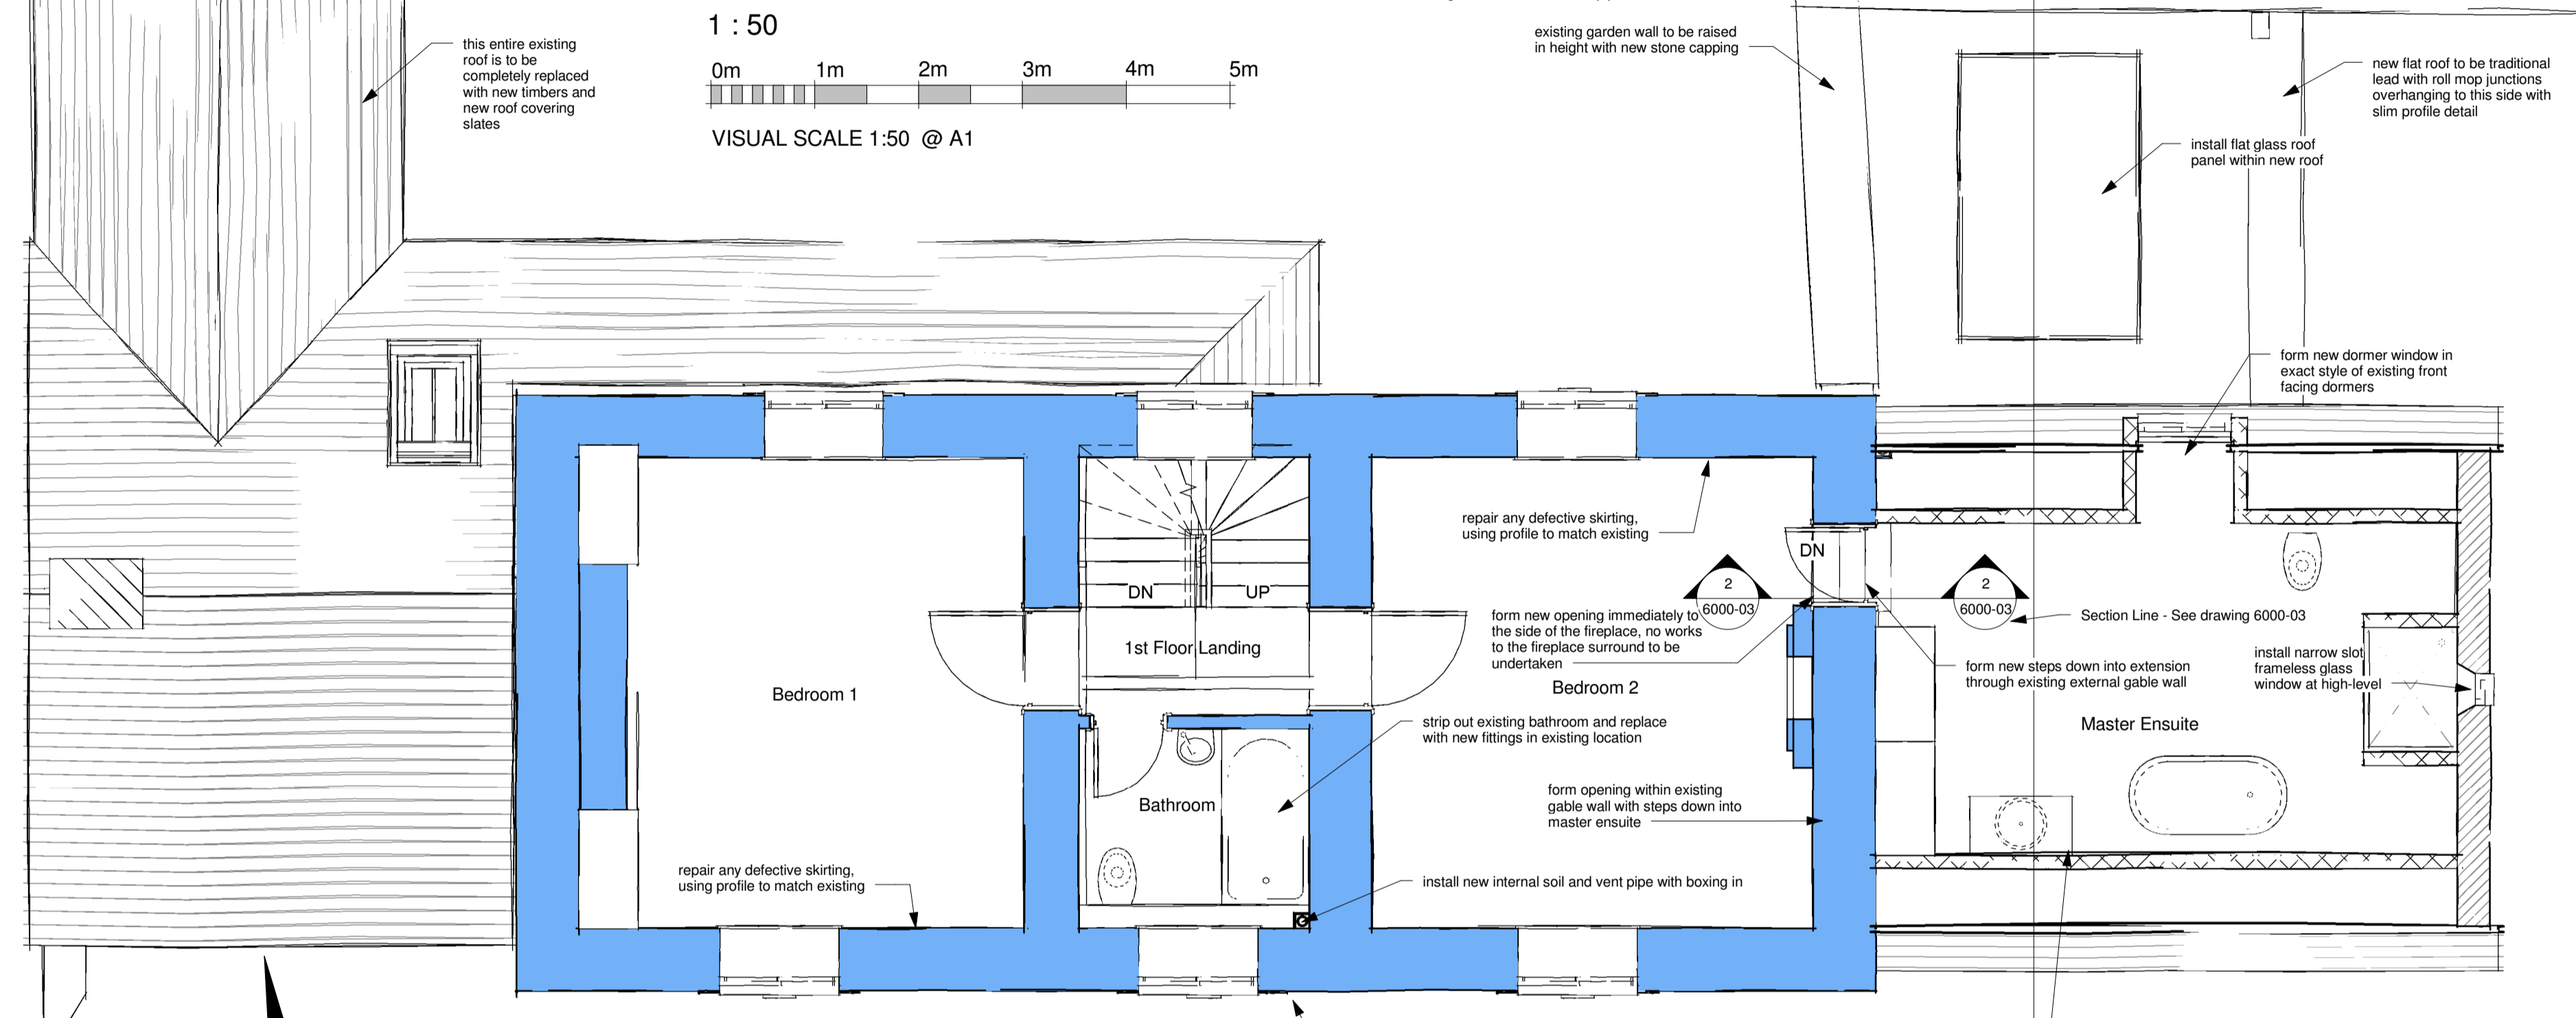 1 : 50
0m 1m 2m 3m 4m 5m
VISUAL SCALE 1:50 @ A1
this entire existing
roof is to be
completely replaced
with new timbers and
new roof covering
slates
existing garden wall to be raised
in height with new stone capping
new flat roof to be traditional
lead with roll mop junctions
overhanging to this side with
slim profile detail
install flat glass roof
panel within new roof
form new dormer window in
exact style of existing front
facing dormers
repair any defective skirting,
using profile to match existing
DN
DN
UP
2
6000-03
2
6000-03
Section Line - See drawing 6000-03
form new opening immediately to
the side of the fireplace, no works
to the fireplace surround to be
undertaken
1st Floor Landing
Bedroom 1
Bedroom 2
form new steps down into extension
through existing external gable wall
install narrow slot
frameless glass
window at high-level
Master Ensuite
strip out existing bathroom and replace
with new fittings in existing location
Bathroom
form opening within existing
gable wall with steps down into
master ensuite
repair any defective skirting,
using profile to match existing
install new internal soil and vent pipe with boxing in